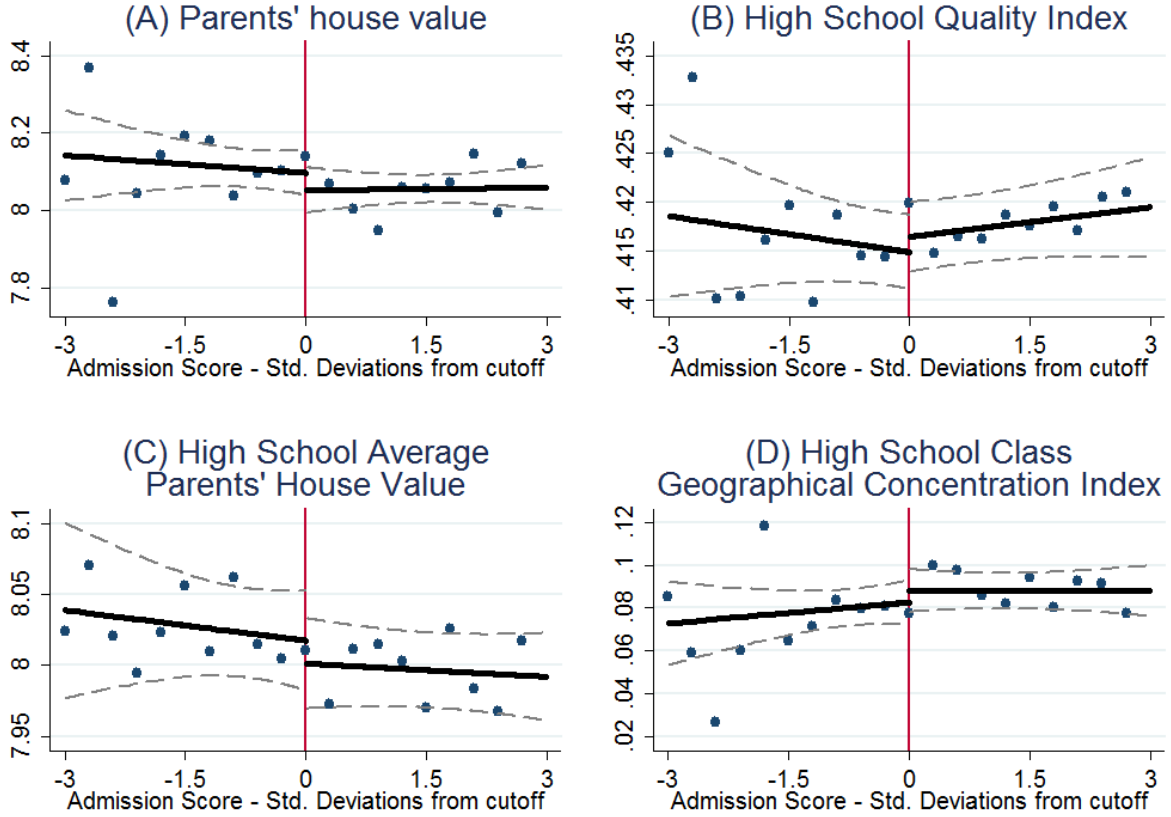 (A) Parents' house value
8.4
8.2
8
7.8
-3 -1.5 0 1.5 3
Admission Score - Std. Deviations from cutoff
(B) High School Quality Index
.435
.43
.425
.42
.415
.41
-3 -1.5 0 1.5 3
Admission Score - Std. Deviations from cutoff
(C) High School Average
Parents' House Value
8.1
8.05
8
7.95
-3 -1.5 0 1.5 3
Admission Score - Std. Deviations from cutoff
(D) High School Class
Geographical Concentration Index
.12
.1
.08
.06
.04
.02
-3 -1.5 0 1.5 3
Admission Score - Std. Deviations from cutoff